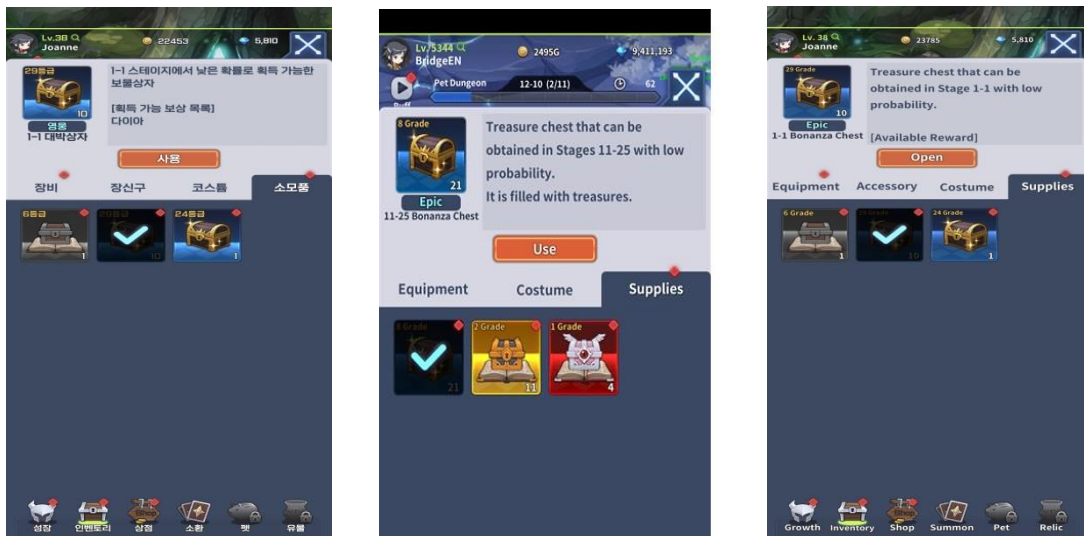 Lv.38
Joanne
22453
5,810
29등급
10
영웅
1-1 대박상자
1-1 스테이지에서 낮은 확률로 획득 가능한
보물상자
[획득 가능 보상 목록]
다이아
사용
장비
장신구
코스튬
소모품
6등급
1
29등급
10
24등급
1
성장
인벤토리
상점
소환
펫
유물
Lv.5344
BridgeEN
2495G
9,411,193
Pet Dungeon
12-10 (2/11)
62
Buff
8 Grade
21
Epic
11-25 Bonanza Chest
Treasure chest that can be
obtained in Stages 11-25 with low
probability.
It is filled with treasures.
Use
Equipment
Costume
Supplies
8 Grade
21
2 Grade
11
1 Grade
4
Lv. 38
Joanne
23785
5,810
29 Grade
10
Epic
1-1 Bonanza Chest
Treasure chest that can be
obtained in Stage 1-1 with low
probability.
[Available Reward]
Open
Equipment
Accessory
Costume
Supplies
6 Grade
1
29 Grade
10
24 Grade
1
Growth
Inventory
Shop
Summon
Pet
Relic